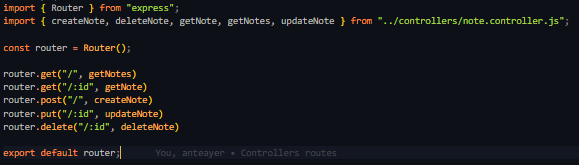 import { Router } from "express";
import { createNote, deleteNote, getNote, getNotes, updateNote } from "../controllers/note.controller.js";
const router = Router();
router.get("/", getNotes)
router.get("/:id", getNote)
router.post("/", createNote)
router.put("/:id", updateNote)
router.delete("/:id", deleteNote)
export default router; You, anteayer • Controllers routes